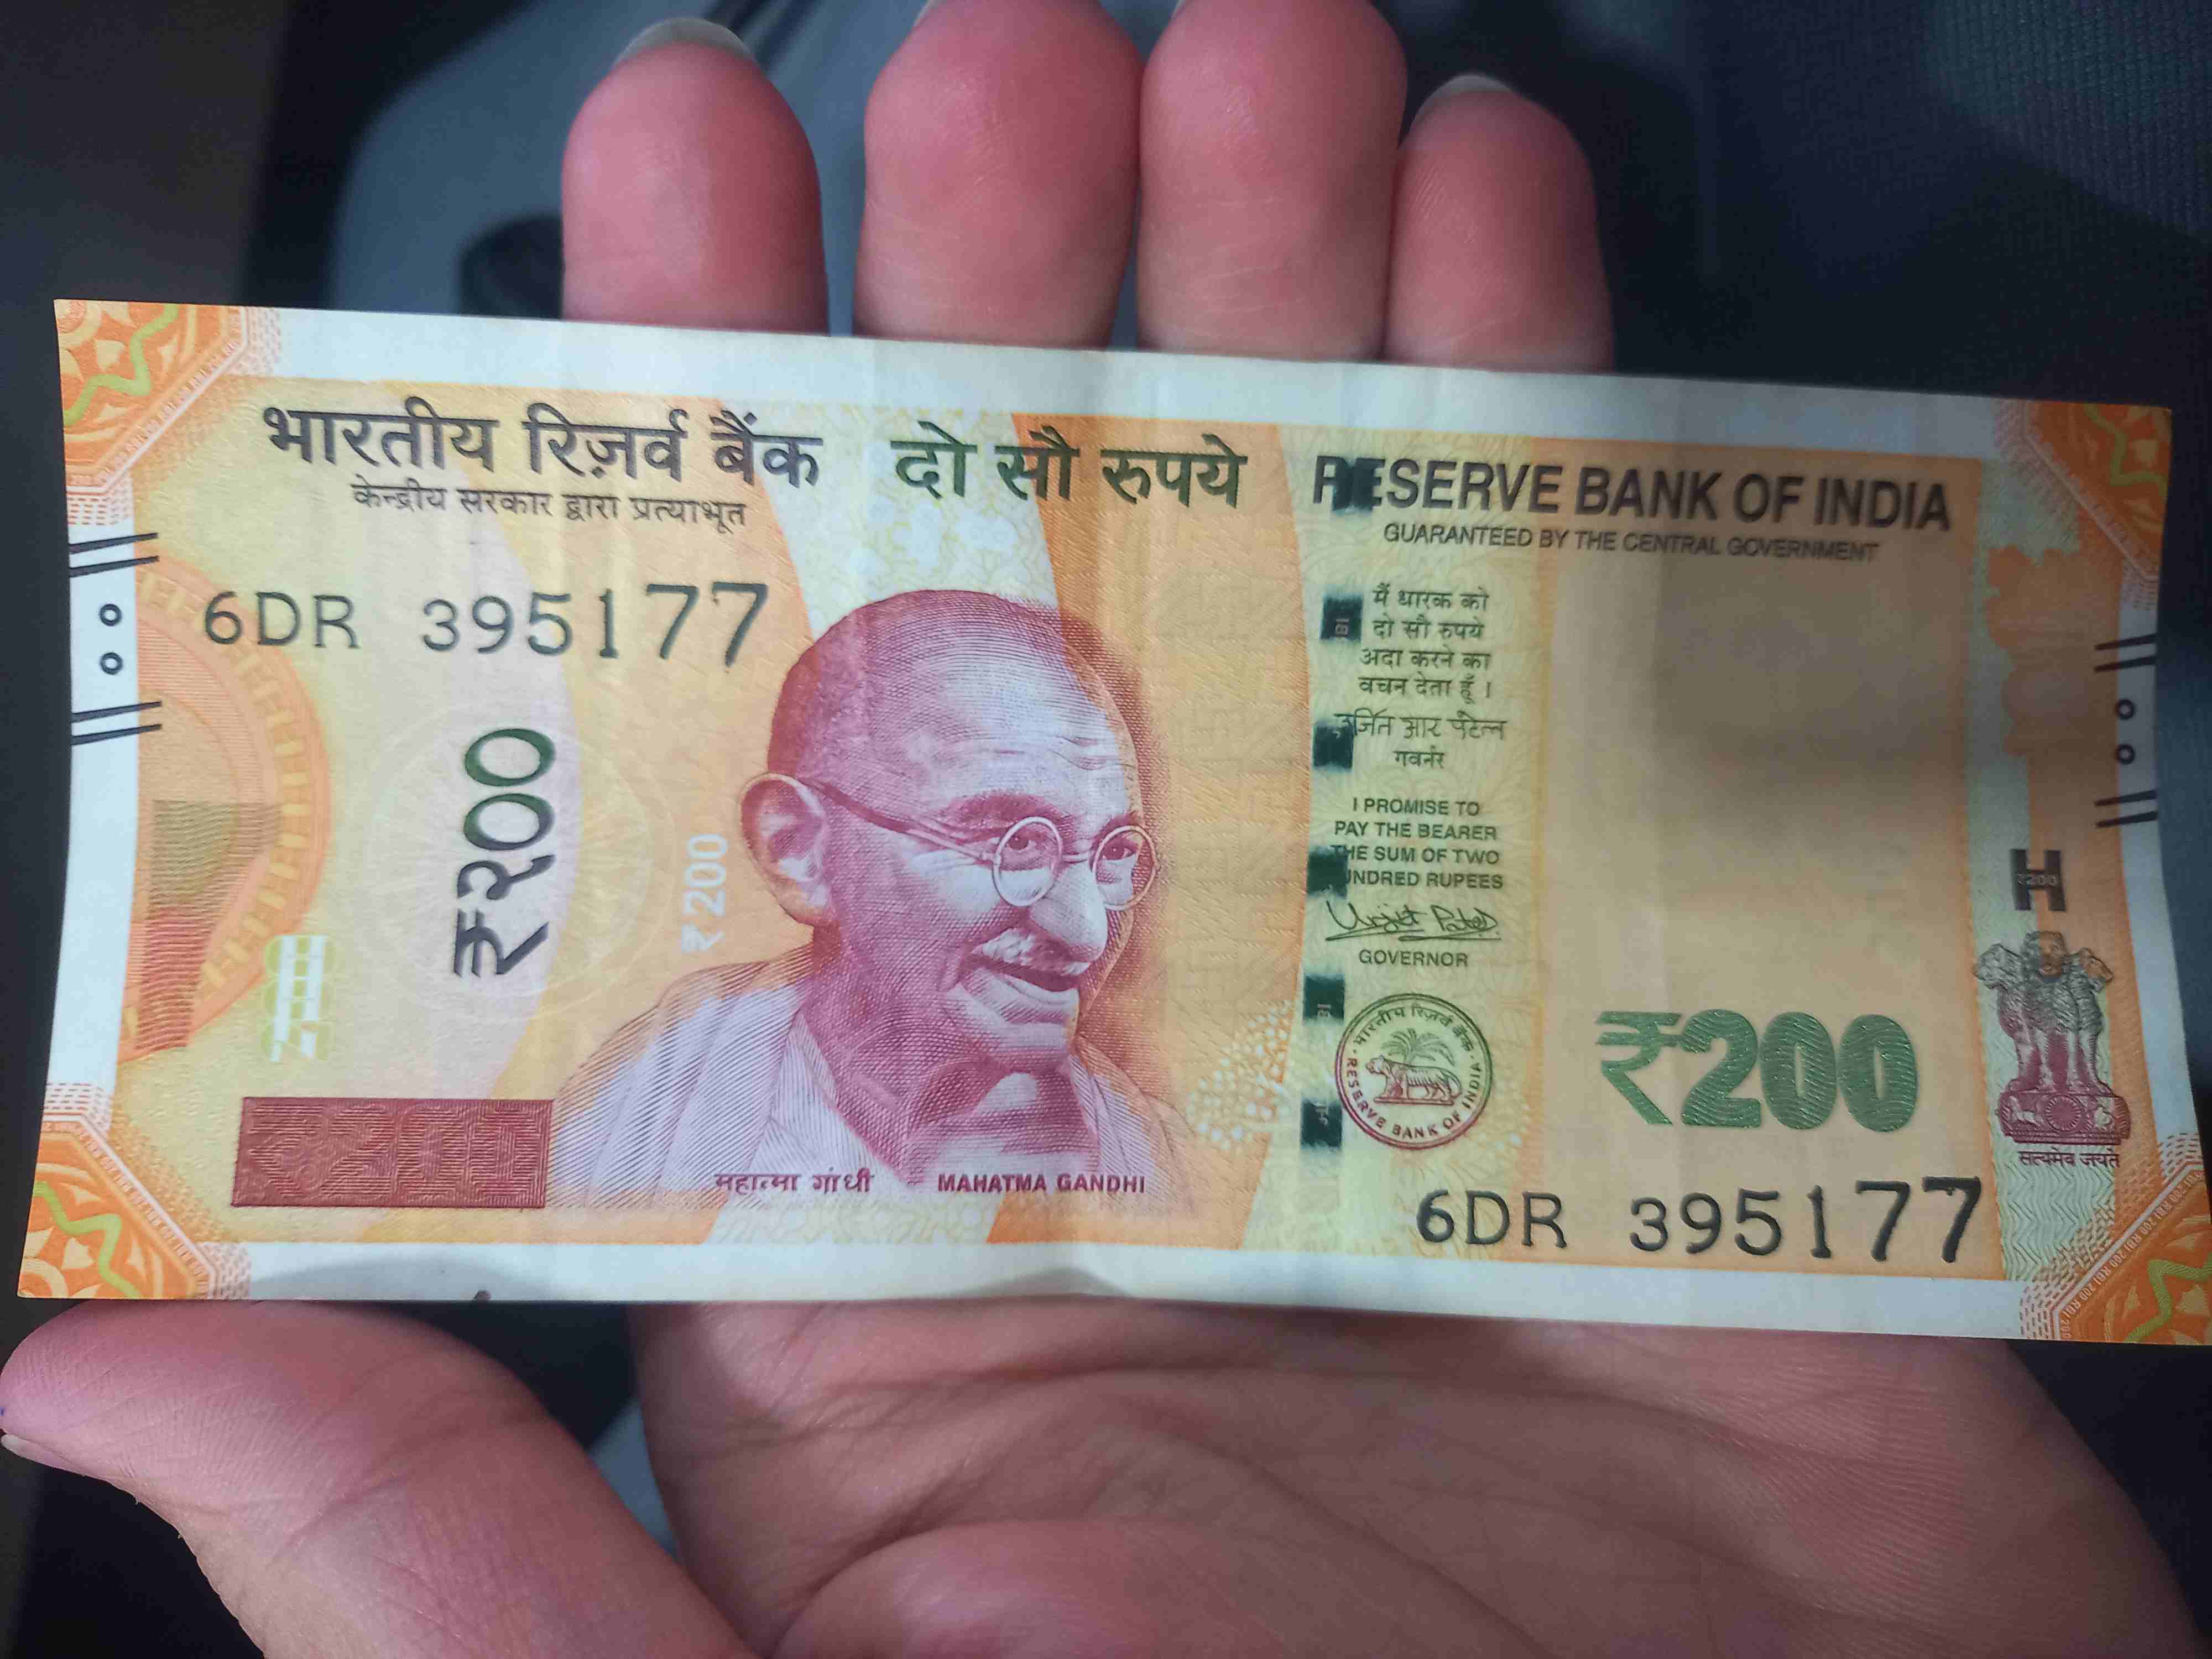 भारतीय रिज़र्व बैंक
केन्द्रीय सरकार द्वारा प्रत्याभूत
दो सौ रुपये
RESERVE BANK OF INDIA
GUARANTEED BY THE CENTRAL GOVERNMENT
6DR 395177
₹२००
₹200
₹200
महात्मा गांधी
MAHATMA GANDHI
मैं धारक को
दो सौ रुपये
अदा करने का
वचन देता हूँ ।
उर्जित आर पटेल
गवर्नर
I PROMISE TO
PAY THE BEARER
THE SUM OF TWO
UNDRED RUPEES
Urjit Patel
GOVERNOR
भारतीय रिज़र्व बैंक
RESERVE BANK OF INDIA
₹200
₹200
सत्यमेव जयते
6DR 395177